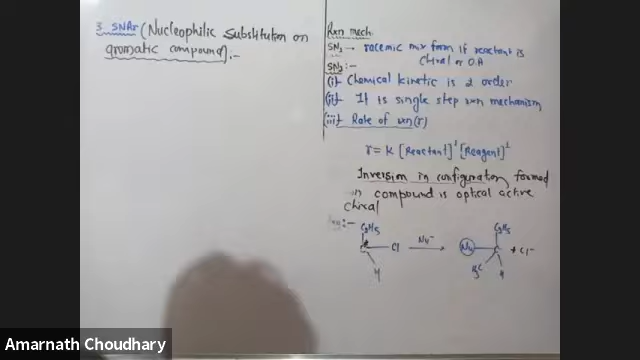 3. SNAr (Nucleophilic Substitution on
aromatic compound) :-
Rxn mech.
SN1 → racemic mix form if reactant is
chiral or O.A
SN2 :-
(i) Chemical kinetic is 2 order
(ii) It is single step rxn mechanism
(iii) Rate of rxn (r)
r = K [Reactant]¹ [Reagent]¹
Inversion in configuration formed
compound is optical active
chiral
C2H5
C
Cl
H
Nu⁻
C2H5
Nu
C
+ Cl⁻
H3C
H
Amarnath Choudhary